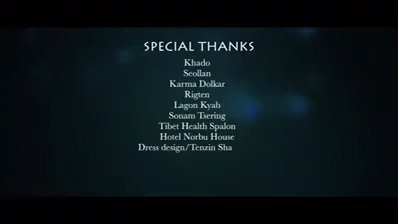 SPECIAL THANKS
Khado
Seollan
Karma Dolkar
Rigten
Lagon Kyab
Sonam Tsering
Tibet Health Spalon
Hotel Norbu House
Dress design/Tenzin Sha